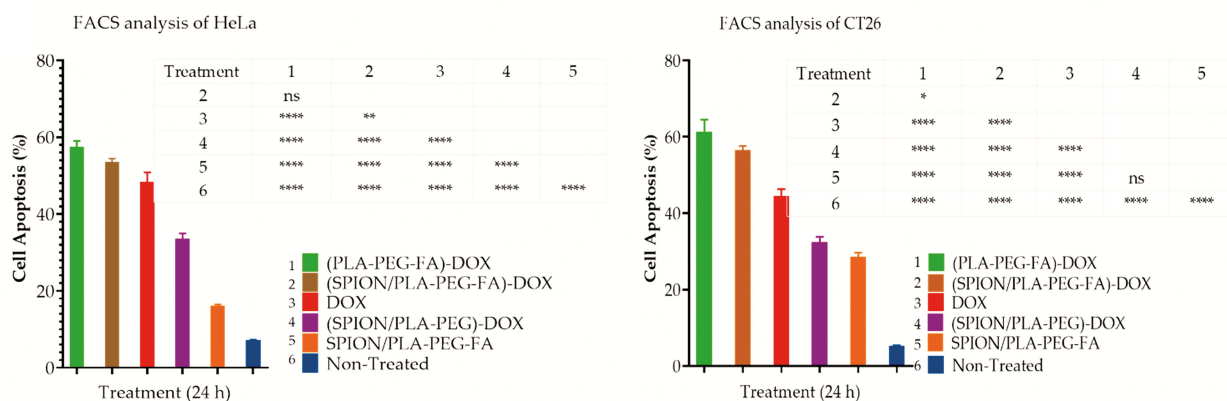 FACS analysis of HeLa
80
60
40
20
0
Cell Apoptosis (%)
Treatment 1 2 3 4 5
2 ns
3 **** **
4 **** **** ****
5 **** **** **** ****
6 **** **** **** **** ****
1 (PLA-PEG-FA)-DOX
2 (SPION/PLA-PEG-FA)-DOX
3 DOX
4 (SPION/PLA-PEG)-DOX
5 SPION/PLA-PEG-FA
6 Non-Treated
Treatment (24 h)
FACS analysis of CT26
80
60
40
20
0
Cell Apoptosis (%)
Treatment 1 2 3 4 5
2 *
3 **** ****
4 **** **** ****
5 **** **** **** ns
6 **** **** **** **** ****
1 (PLA-PEG-FA)-DOX
2 (SPION/PLA-PEG-FA)-DOX
3 DOX
4 (SPION/PLA-PEG)-DOX
5 SPION/PLA-PEG-FA
6 Non-Treated
Treatment (24 h)